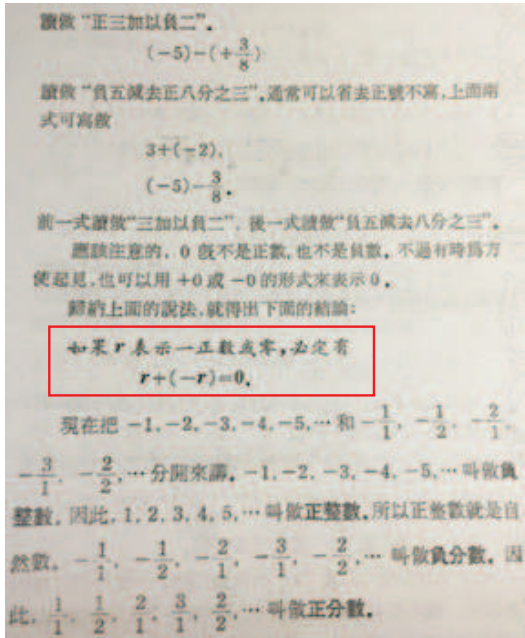 讀做“正三加以負二”.
(−5)−(+3/8)
讀做“負五減去正八分之三”.通常可以省去正號不寫,上面兩
式可寫做
3+(−2),
(−5)−3/8.
前一式讀做“三加以負二”, 後一式讀做“負五減去八分之三”.
應該注意的, 0 既不是正數,也不是負數. 不過有時爲方
便起見,也可以用 +0 或 −0 的形式來表示 0.
歸納上面的說法,就得出下面的結論:
如果 r 表示一正數或零,必定有
r+(−r)=0.
現在把 −1,−2,−3,−4,−5,⋯ 和 −1/1, −1/2, −2/1,
−3/1, −2/2,⋯ 分開來講. −1,−2, −3, −4, −5,⋯ 叫做負
整數. 因此, 1, 2, 3, 4, 5,⋯ 叫做正整數.所以正整數就是自
然數. −1/1, −1/2, −2/1, −3/1, −2/2,⋯ 叫做負分數. 因
此, 1/1, 1/2, 2/1, 3/1, 2/2,⋯ 叫做正分數.